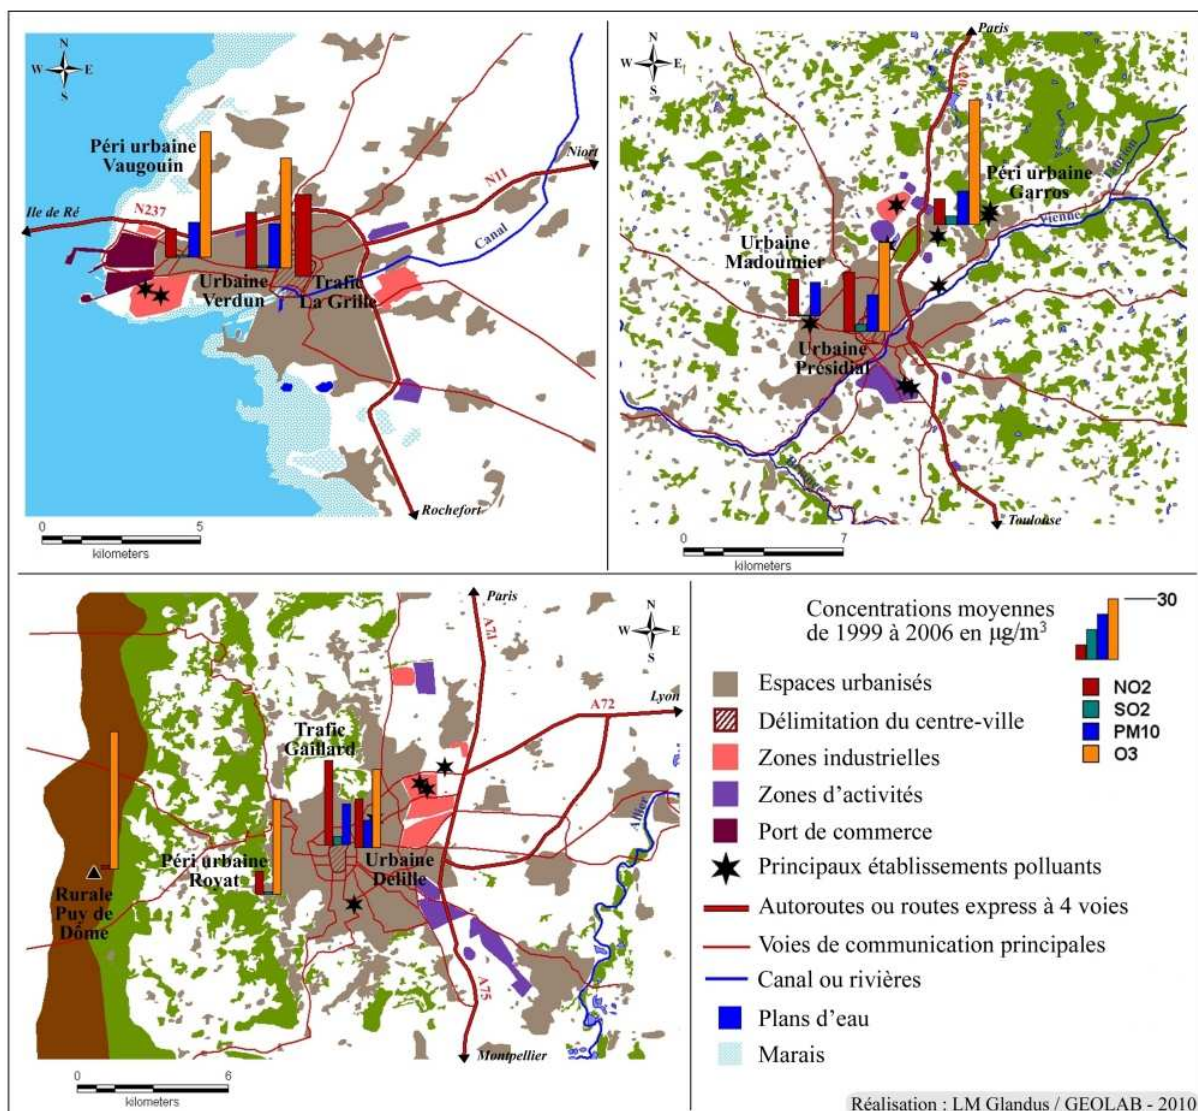 N
W E
S
Péri urbaine
Vaugouin
Ile de Ré
N237
Niort
N11
Canal
Urbaine
Verdun
Trafic
La Grille
Rochefort
0 5
kilometers
N
W E
S
Paris
A20
Péri urbaine
Garros
Taurion
Vienne
Urbaine
Madoumier
Urbaine
Présidial
Toulouse
0 7
kilometers
N
W E
S
Paris
A71
Lyon
A72
Trafic
Gaillard
Allier
Péri urbaine
Royat
Urbaine
Delille
Rurale
Puy de
Dôme
A75
Montpellier
0 6
kilometers
Concentrations moyennes
de 1999 à 2006 en µg/m³
30
NO2
SO2
PM10
O3
Espaces urbanisés
Délimitation du centre-ville
Zones industrielles
Zones d'activités
Port de commerce
Principaux établissements polluants
Autoroutes ou routes express à 4 voies
Voies de communication principales
Canal ou rivières
Plans d'eau
Marais
Réalisation : LM Glandus / GEOLAB - 2010